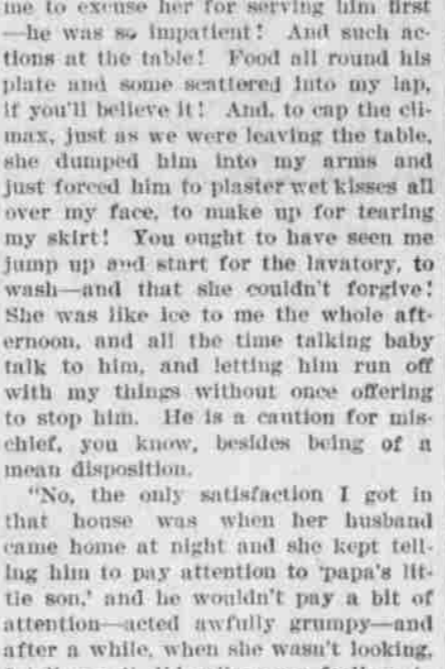 me to excuse her for serving him first
—he was so impatient! And such ac-
tions at the table! Food all round his
plate and some scattered into my lap,
if you'll believe it! And, to cap the cli-
max, just as we were leaving the table,
she dumped him into my arms and
just forced him to plaster wet kisses all
over my face, to make up for tearing
my skirt! You ought to have seen me
jump up and start for the lavatory, to
wash—and that she couldn't forgive!
She was like ice to me the whole aft-
ernoon, and all the time talking baby
talk to him, and letting him run off
with my things without once offering
to stop him. He is a caution for mis-
chief, you know, besides being of a
mean disposition.
"No, the only satisfaction I got in
that house was when her husband
came home at night and she kept tell-
ing him to pay attention to 'papa's lit-
tle son,' and he wouldn't pay a bit of
attention—acted awfully grumpy—and
after a while, when she wasn't looking,